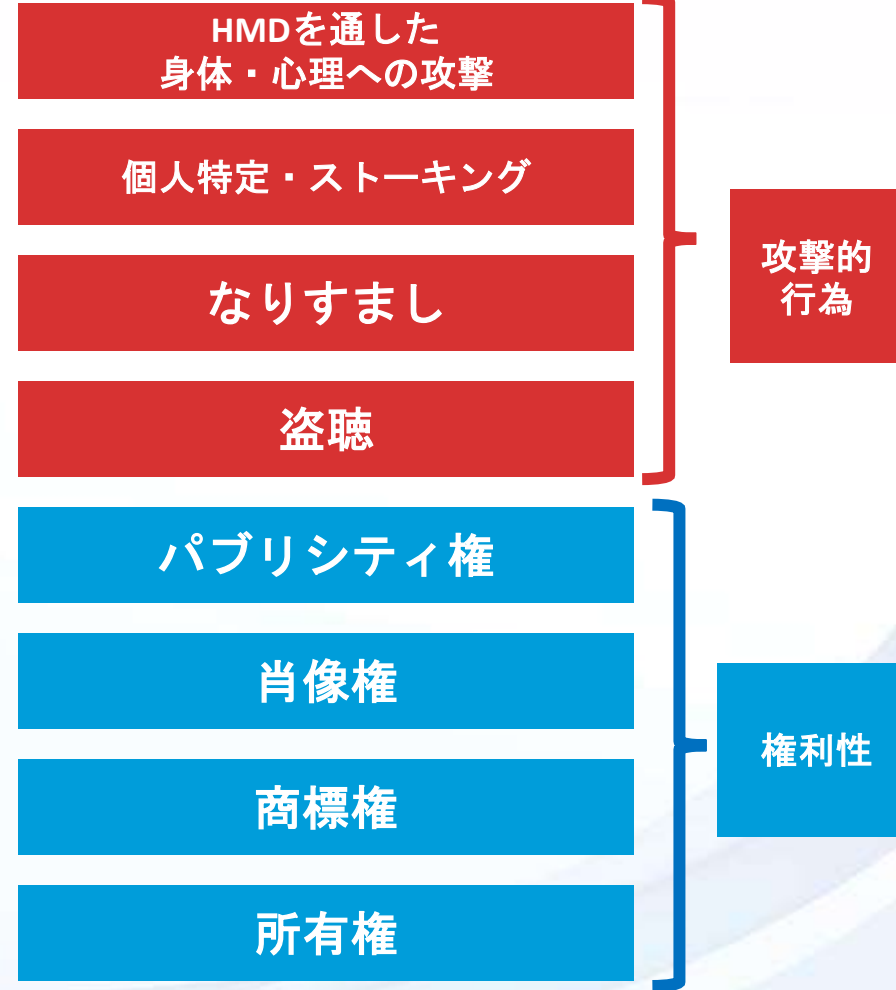 HMDを通した
身体・心理への攻撃
個人特定・ストーキング
なりすまし
盗聴
攻撃的
行為
パブリシティ権
肖像権
商標権
所有権
権利性